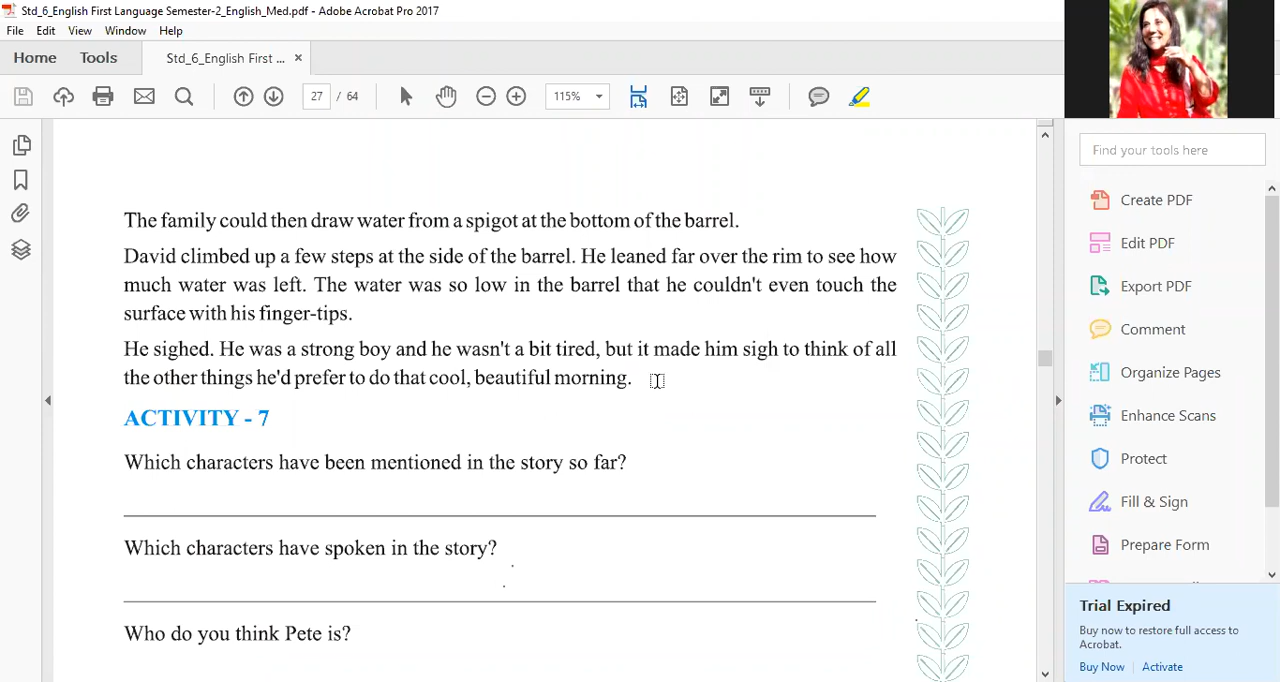 Std_6_English First Language Semester-2_English_Med.pdf - Adobe Acrobat Pro 2017
File Edit View Window Help
Home Tools Std_6_English First ... ×
27 / 64 115%
Find your tools here
Create PDF
Edit PDF
Export PDF
Comment
Organize Pages
Enhance Scans
Protect
Fill & Sign
Prepare Form
Trial Expired
Buy now to restore full access to
Acrobat.
Buy Now Activate
The family could then draw water from a spigot at the bottom of the barrel.
David climbed up a few steps at the side of the barrel. He leaned far over the rim to see how
much water was left. The water was so low in the barrel that he couldn't even touch the
surface with his finger-tips.
He sighed. He was a strong boy and he wasn't a bit tired, but it made him sigh to think of all
the other things he'd prefer to do that cool, beautiful morning.
ACTIVITY - 7
Which characters have been mentioned in the story so far?
Which characters have spoken in the story?
Who do you think Pete is?